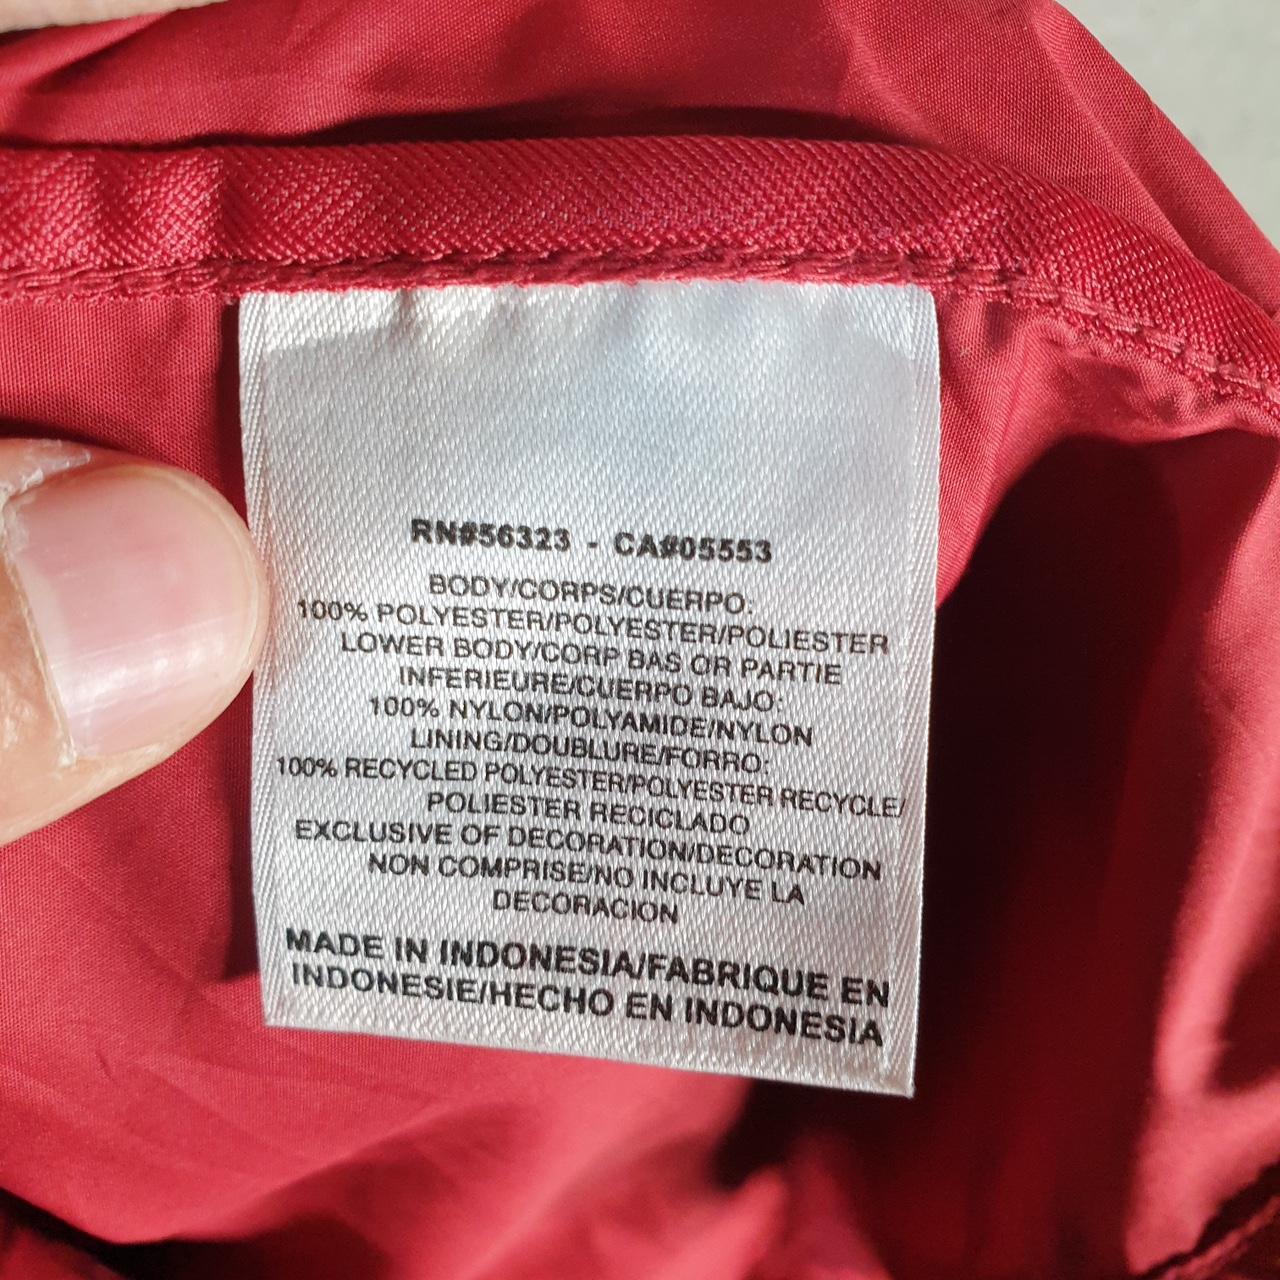 RN#56323 - CA#05553
BODY/CORPS/CUERPO:
100% POLYESTER/POLYESTER/POLIESTER
LOWER BODY/CORP BAS OR PARTIE
INFERIEURE/CUERPO BAJO:
100% NYLON/POLYAMIDE/NYLON
LINING/DOUBLURE/FORRO:
100% RECYCLED POLYESTER/POLYESTER RECYCLE/
POLIESTER RECICLADO
EXCLUSIVE OF DECORATION/DECORATION
NON COMPRISE/NO INCLUYE LA
DECORACION
MADE IN INDONESIA/FABRIQUE EN
INDONESIE/HECHO EN INDONESIA